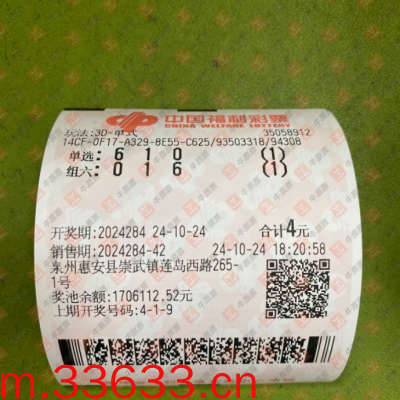 中国福利彩票
CHINA WELFARE LOTTERY
玩法:3D-单式 35058912
14CF-0F17-A329-8E55-C625/93503318/94308
单选:6 1 0 (1)
组六:0 1 6 (1)
开奖期:2024284 24-10-24 合计4元
销售期:2024284-42 24-10-24 18:20:58
泉州惠安县崇武镇莲岛西路265-
1号
奖池余额:1706112.52元
上期开奖号码:4-1-9
m.33633.cn